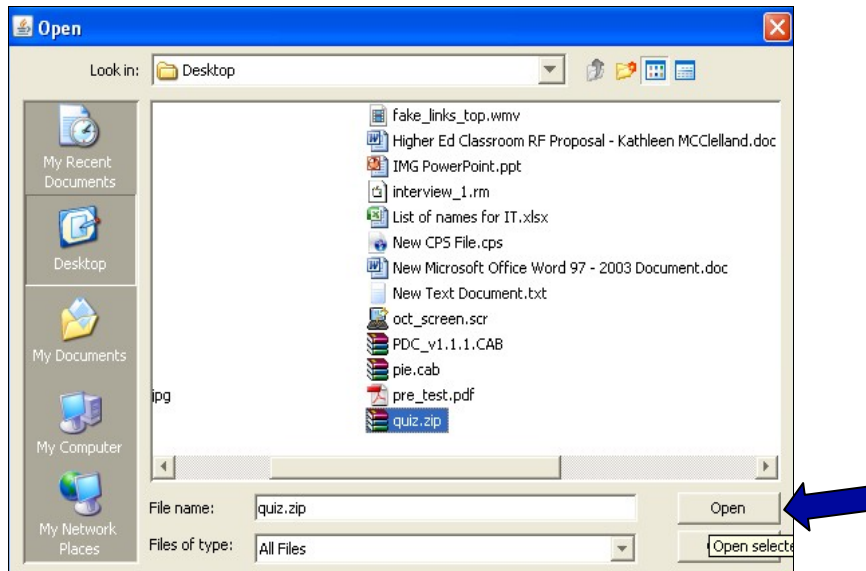 Open
Look in: Desktop
My Recent
Documents
Desktop
My Documents
My Computer
My Network
Places
fake_links_top.wmv
Higher Ed Classroom RF Proposal - Kathleen MCClelland.doc
IMG PowerPoint.ppt
interview_1.rm
List of names for IT.xlsx
New CPS File.cps
New Microsoft Office Word 97 - 2003 Document.doc
New Text Document.txt
oct_screen.scr
PDC_v1.1.1.CAB
pie.cab
jpg pre_test.pdf
quiz.zip
File name: quiz.zip Open
Files of type: All Files Open selecte